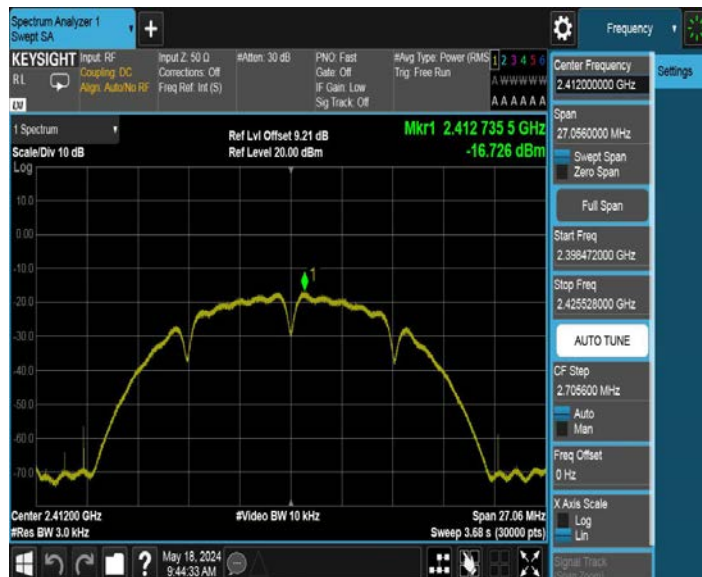 Spectrum Analyzer 1
Swept SA
Frequency
KEYSIGHT
RL
LXI
Input: RF
Coupling: DC
Align: Auto/No RF
Input Z: 50 Ω
Corrections: Off
Freq Ref: Int (S)
#Atten: 30 dB
PNO: Fast
Gate: Off
IF Gain: Low
Sig Track: Off
#Avg Type: Power (RMS
Trig: Free Run
1 2 3 4 5 6
A W W W W W
A A A A A A
Center Frequency
2.412000000 GHz
Settings
Span
27.0560000 MHz
Swept Span
Zero Span
Full Span
Start Freq
2.398472000 GHz
Stop Freq
2.425528000 GHz
AUTO TUNE
CF Step
2.705600 MHz
Auto
Man
Freq Offset
0 Hz
X Axis Scale
Log
Lin
Signal Track
(Span Zoom)
1 Spectrum
Scale/Div 10 dB
Ref Lvl Offset 9.21 dB
Ref Level 20.00 dBm
Mkr1 2.412 735 5 GHz
-16.726 dBm
Log
10.0
0.00
-10.0
-20.0
-30.0
-40.0
-50.0
-60.0
-70.0
1
Center 2.41200 GHz
#Res BW 3.0 kHz
#Video BW 10 kHz
Span 27.06 MHz
Sweep 3.68 s (30000 pts)
?
May 18, 2024
9:44:33 AM